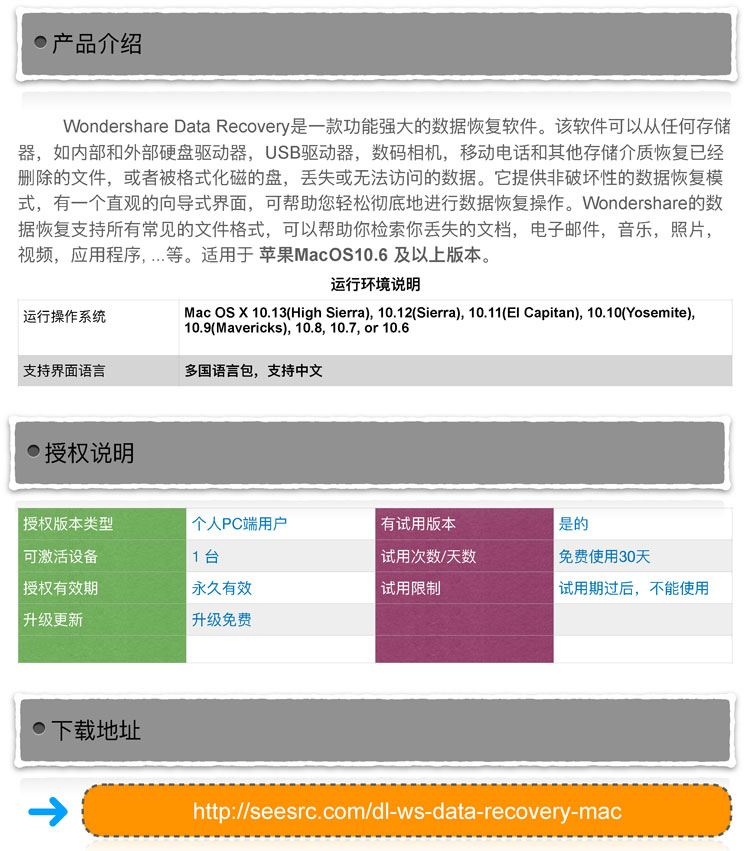 产品介绍
Wondershare Data Recovery是一款功能强大的数据恢复软件。该软件可以从任何存储
器，如内部和外部硬盘驱动器，USB驱动器，数码相机，移动电话和其他存储介质恢复已经
删除的文件，或者被格式化磁的盘，丢失或无法访问的数据。它提供非破坏性的数据恢复模
式，有一个直观的向导式界面，可帮助您轻松彻底地进行数据恢复操作。Wondershare的数
据恢复支持所有常见的文件格式，可以帮助你检索你丢失的文档，电子邮件，音乐，照片，
视频，应用程序, ...等。适用于 苹果MacOS10.6 及以上版本。
运行环境说明
运行操作系统 Mac OS X 10.13(High Sierra), 10.12(Sierra), 10.11(El Capitan), 10.10(Yosemite),
10.9(Mavericks), 10.8, 10.7, or 10.6
支持界面语言 多国语言包，支持中文
授权说明
授权版本类型 个人PC端用户 有试用版本 是的
可激活设备 1 台 试用次数/天数 免费使用30天
授权有效期 永久有效 试用限制 试用期过后，不能使用
升级更新 升级免费
下载地址
http://seesrc.com/dl-ws-data-recovery-mac